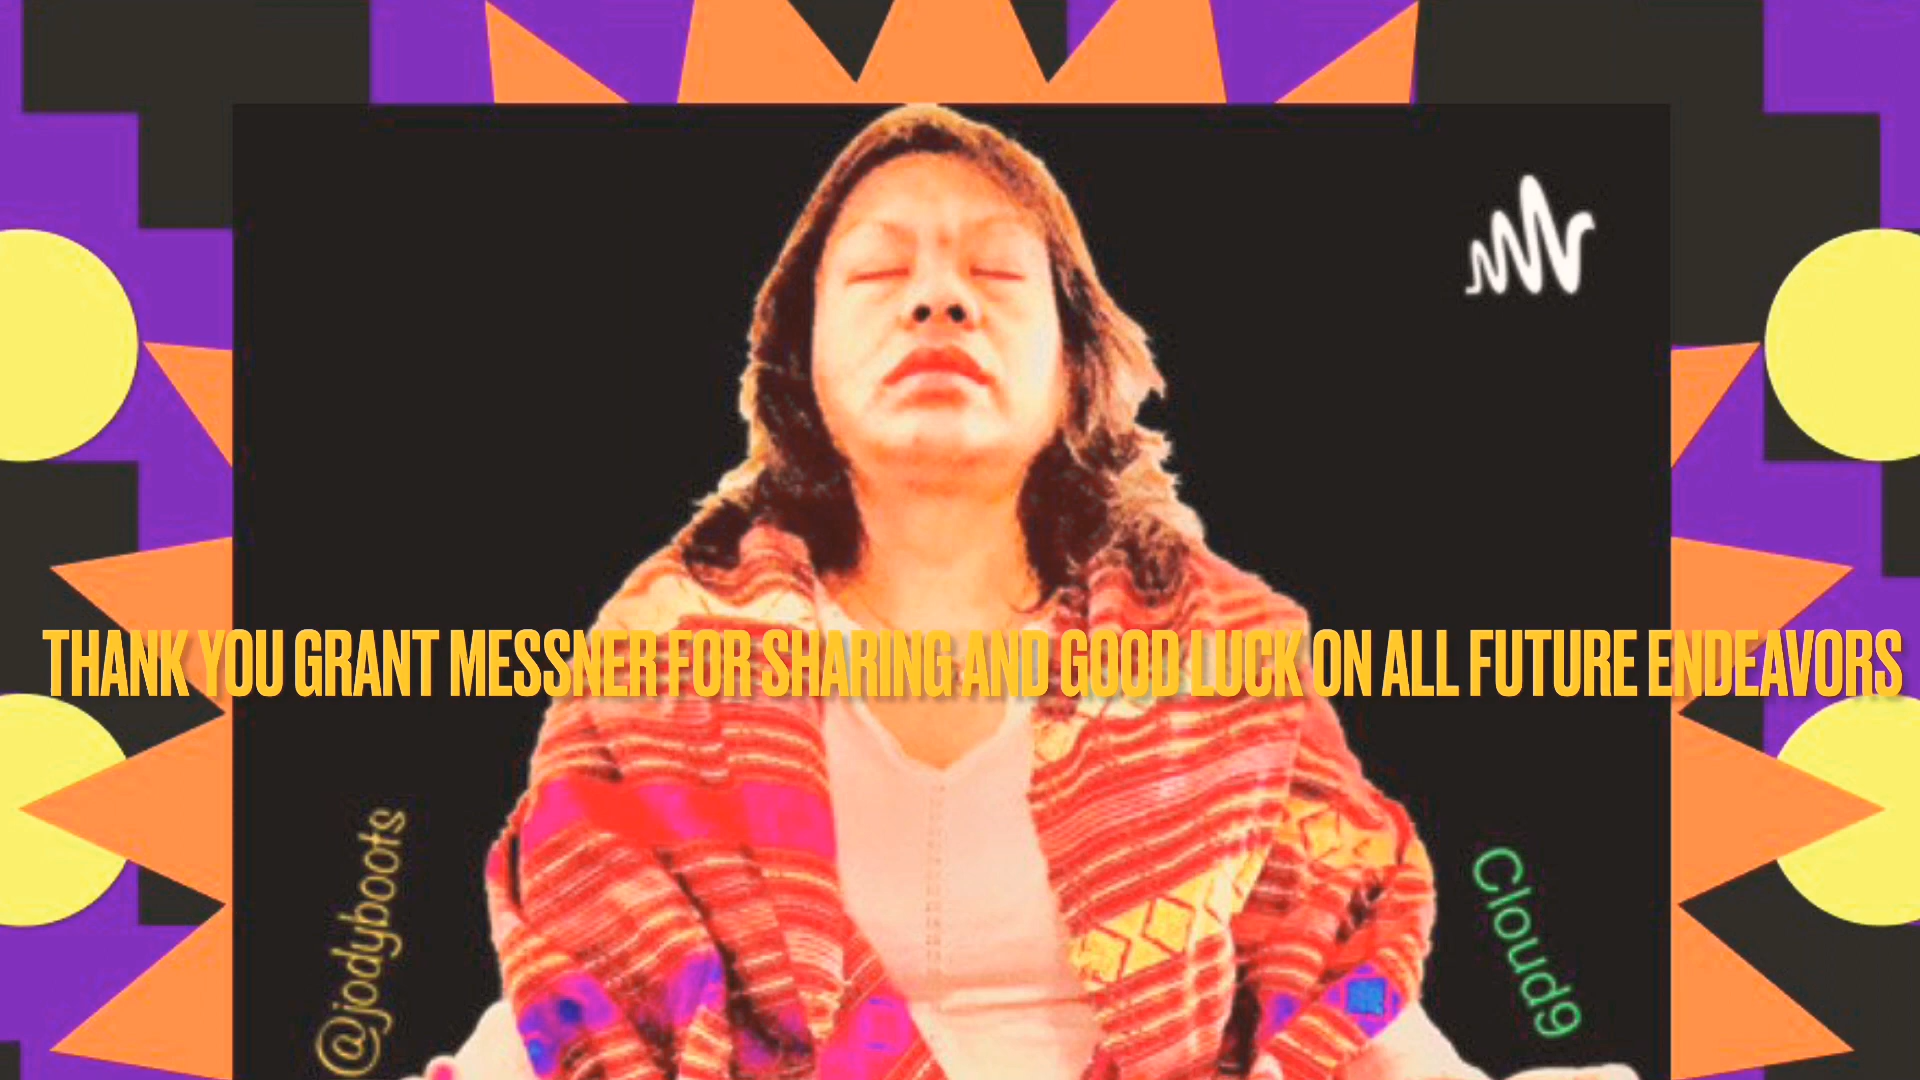 THANK YOU GRANT MESSNER FOR SHARING AND GOOD LUCK ON ALL FUTURE ENDEAVORS
@jodyboots
Cloud9